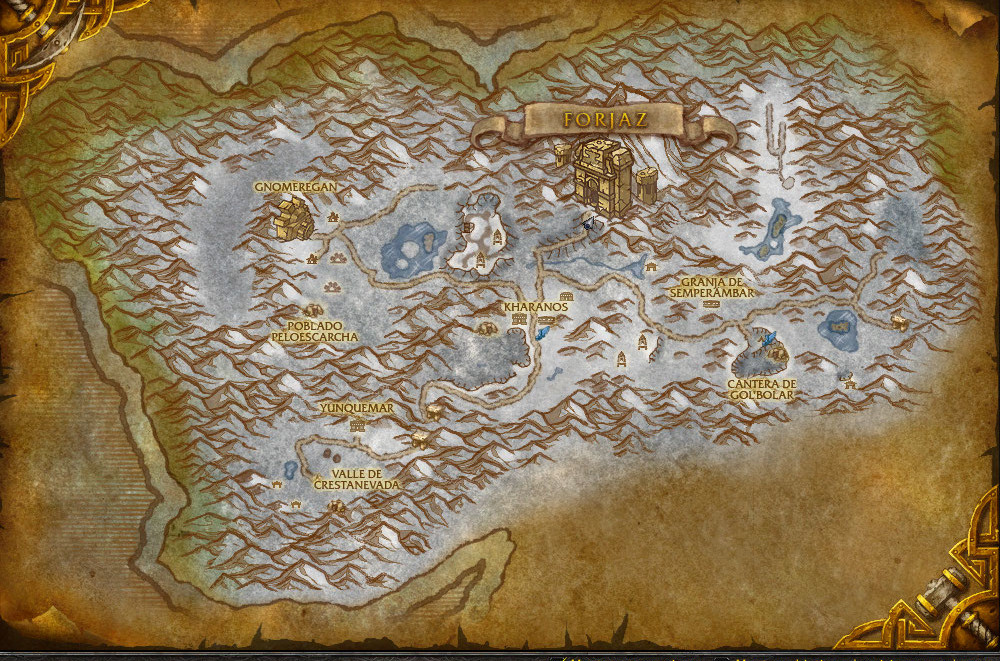 FORJAZ
GNOMEREGAN
GRANJA DE
SEMPERÁMBAR
KHARANOS
POBLADO
PELOESCARCHA
CANTERA DE
GOL'BOLAR
YUNQUEMAR
VALLE DE
CRESTANEVADA